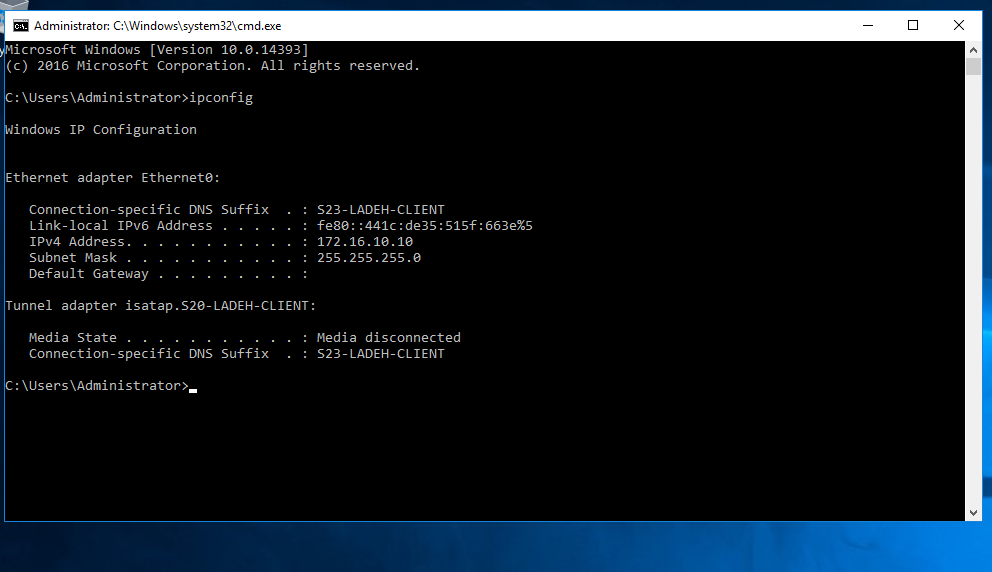 Administrator: C:\Windows\system32\cmd.exe
Microsoft Windows [Version 10.0.14393]
(c) 2016 Microsoft Corporation. All rights reserved.
C:\Users\Administrator>ipconfig
Windows IP Configuration
Ethernet adapter Ethernet0:
Connection-specific DNS Suffix  . : S23-LADEH-CLIENT
Link-local IPv6 Address . . . . . : fe80::441c:de35:515f:663e%5
IPv4 Address. . . . . . . . . . . : 172.16.10.10
Subnet Mask . . . . . . . . . . . : 255.255.255.0
Default Gateway . . . . . . . . . :
Tunnel adapter isatap.S20-LADEH-CLIENT:
Media State . . . . . . . . . . . : Media disconnected
Connection-specific DNS Suffix  . : S23-LADEH-CLIENT
C:\Users\Administrator>